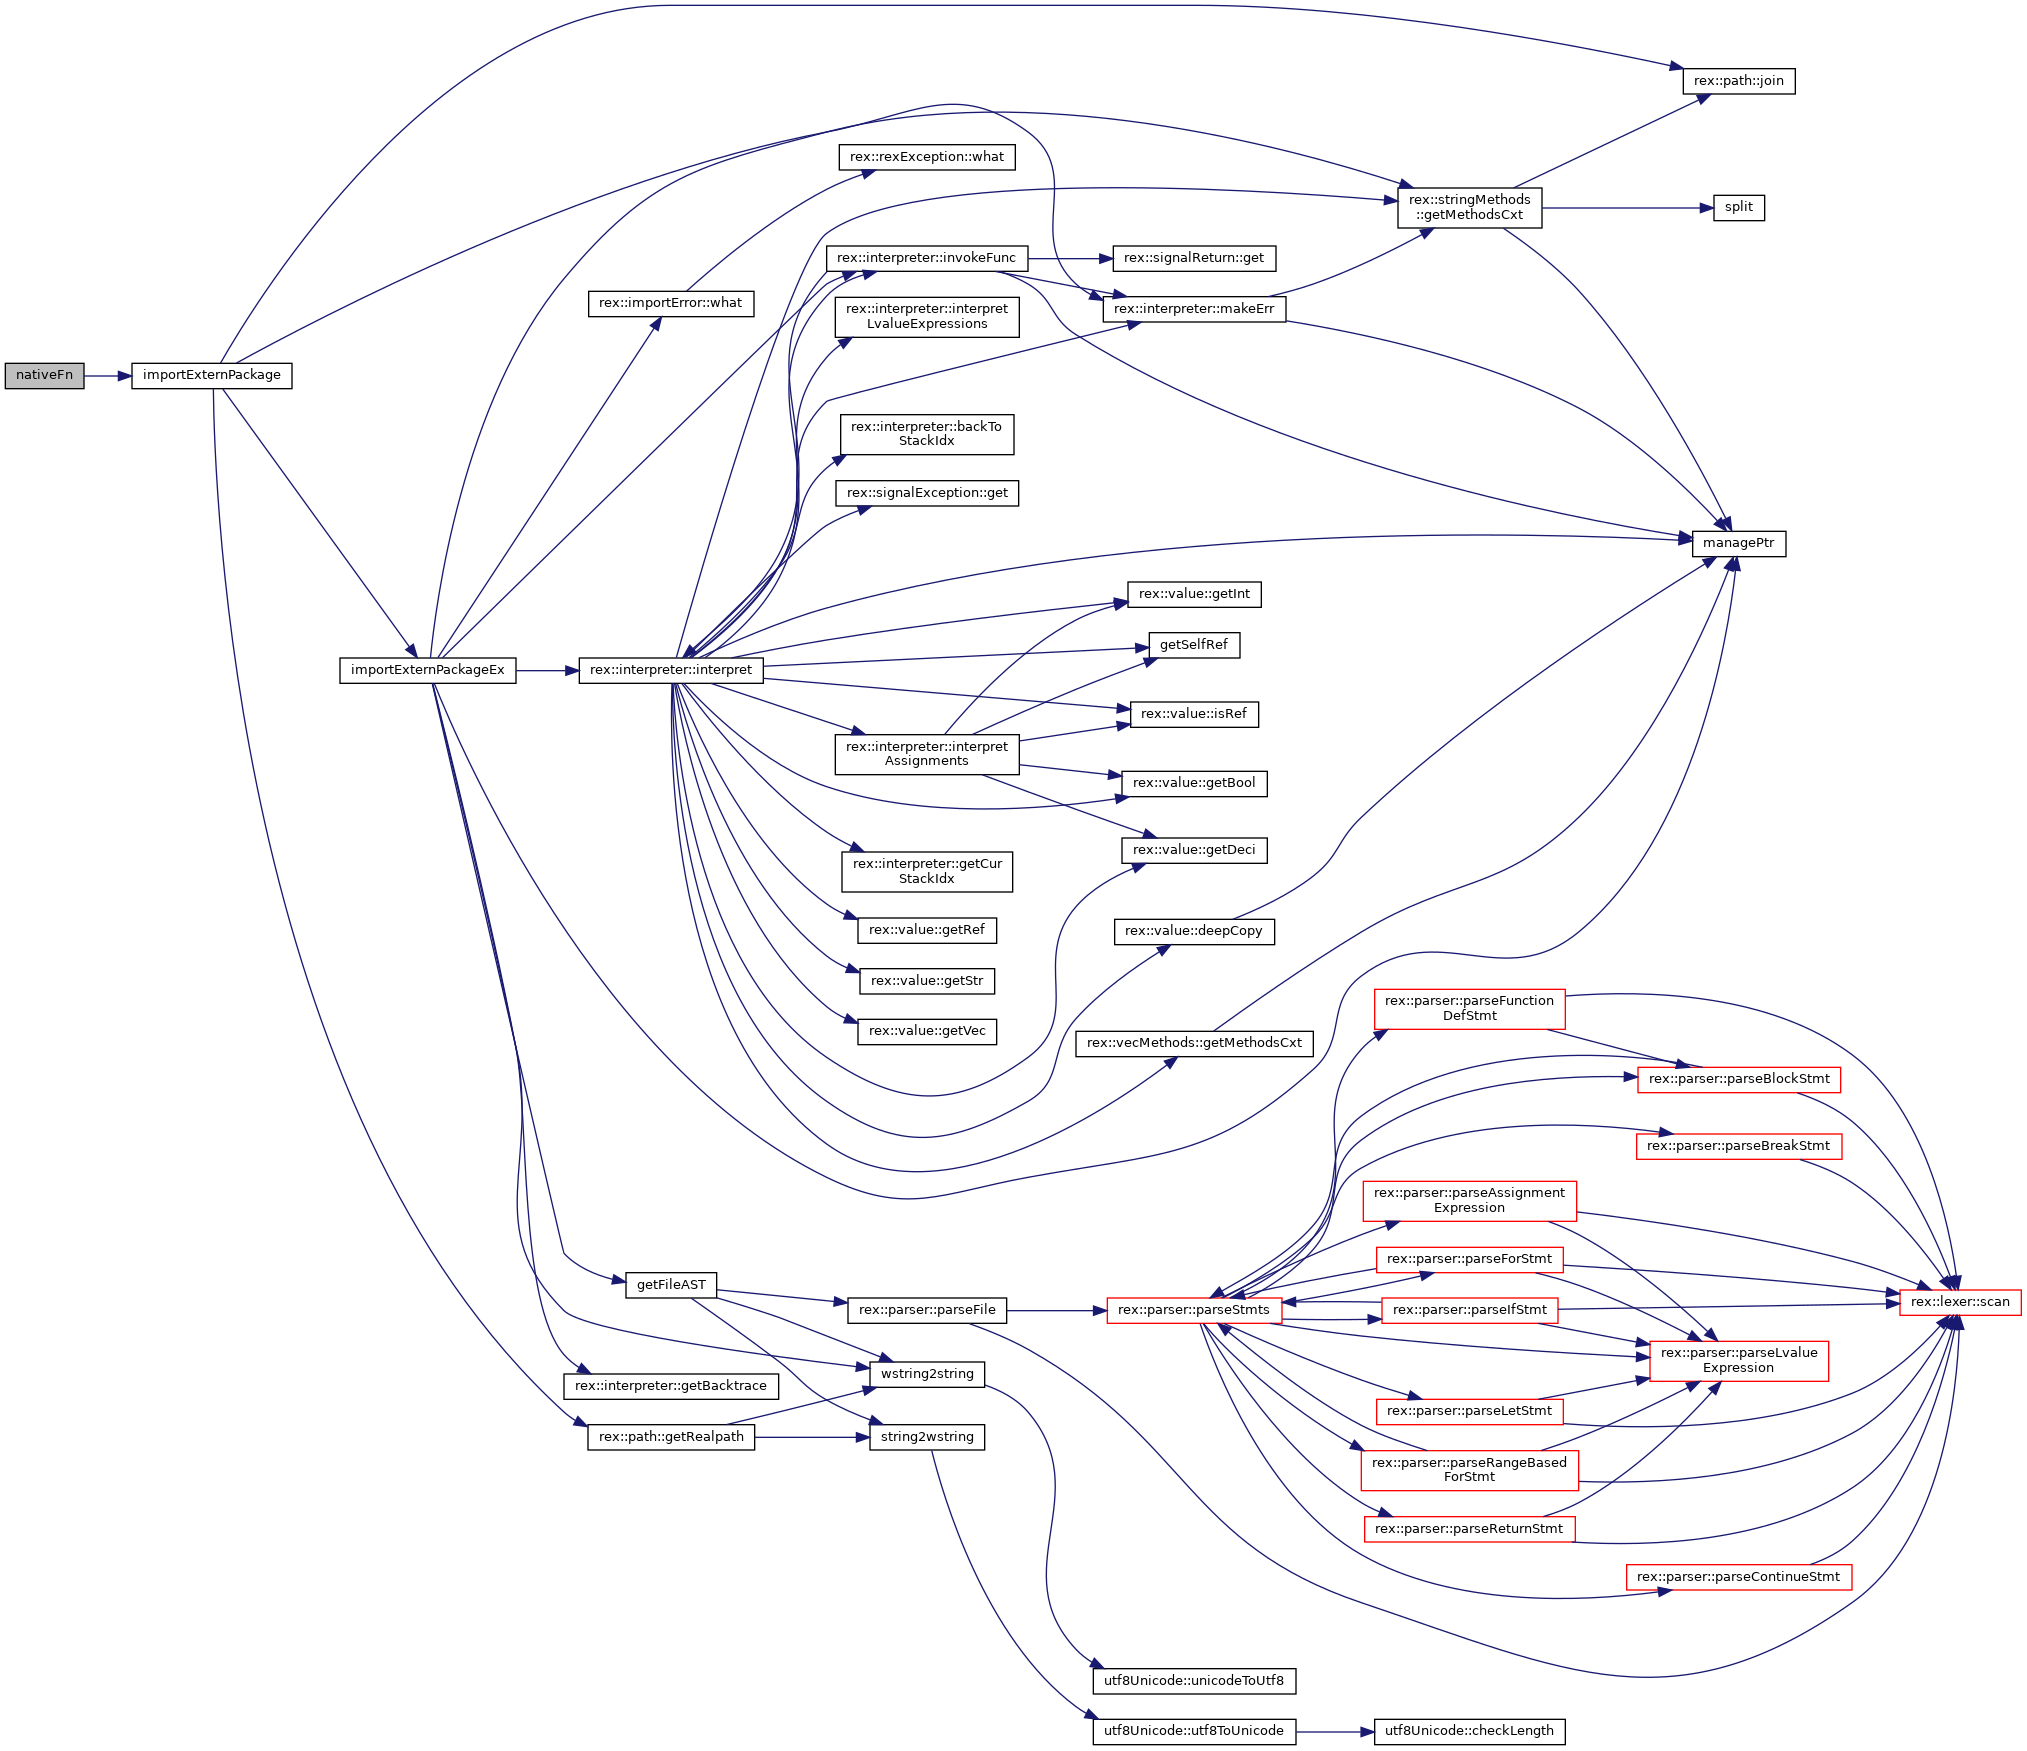 rex::path::join
rex::rexException::what
rex::stringMethods
::getMethodsCxt
split
rex::interpreter::invokeFunc
rex::signalReturn::get
rex::importError::what
rex::interpreter::interpret
LvalueExpressions
rex::interpreter::makeErr
nativeFn
importExternPackage
rex::interpreter::backTo
StackIdx
rex::signalException::get
managePtr
rex::value::getInt
getSelfRef
importExternPackageEx
rex::interpreter::interpret
rex::value::isRef
rex::interpreter::interpret
Assignments
rex::value::getBool
rex::value::getDeci
rex::interpreter::getCur
StackIdx
rex::value::getRef
rex::value::deepCopy
rex::value::getStr
rex::value::getVec
rex::vecMethods::getMethodsCxt
rex::parser::parseFunction
DefStmt
rex::parser::parseBlockStmt
rex::parser::parseBreakStmt
rex::parser::parseAssignment
Expression
rex::parser::parseForStmt
getFileAST
rex::parser::parseFile
rex::parser::parseStmts
rex::parser::parseIfStmt
rex::lexer::scan
rex::parser::parseLvalue
Expression
wstring2string
rex::interpreter::getBacktrace
rex::parser::parseLetStmt
rex::path::getRealpath
string2wstring
rex::parser::parseRangeBased
ForStmt
rex::parser::parseReturnStmt
rex::parser::parseContinueStmt
utf8Unicode::unicodeToUtf8
utf8Unicode::utf8ToUnicode
utf8Unicode::checkLength